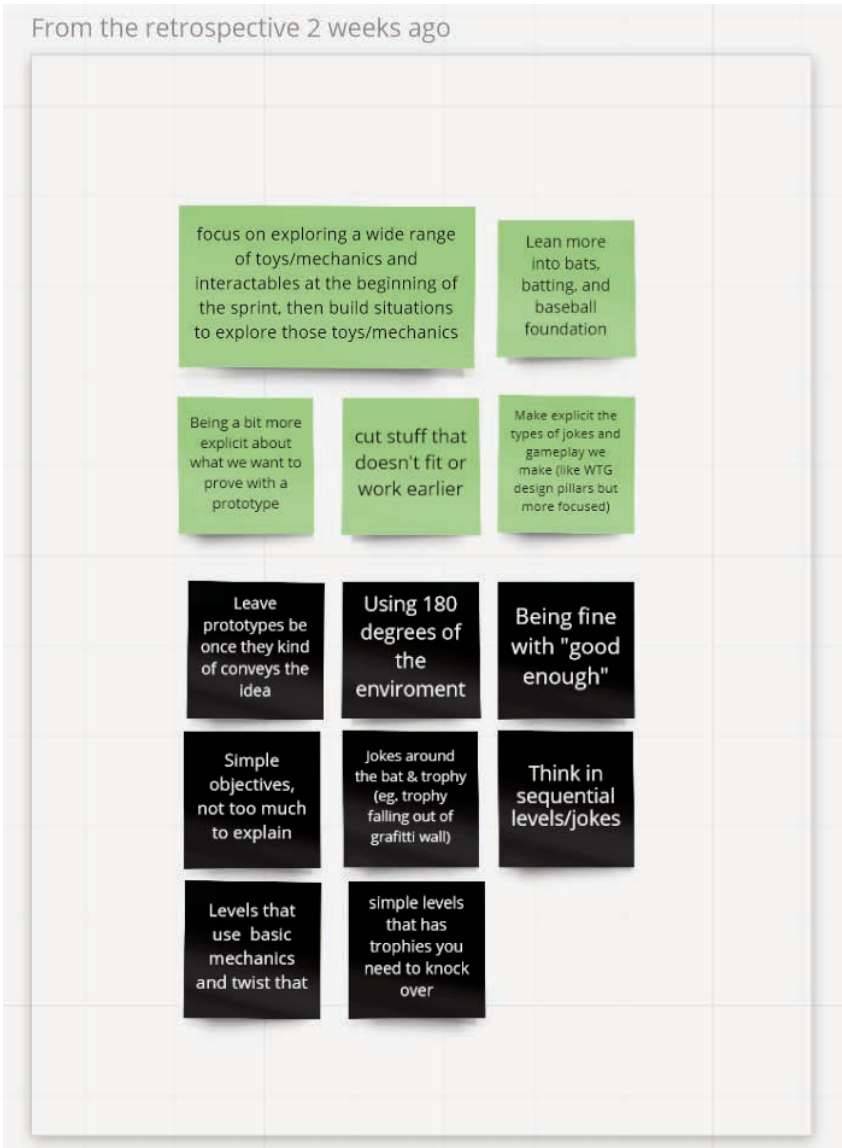 From the retrospective 2 weeks ago
focus on exploring a wide range
of toys/mechanics and
interactables at the beginning of
the sprint, then build situations
to explore those toys/mechanics
Lean more
into bats,
batting, and
baseball
foundation
Being a bit more
explicit about
what we want to
prove with a
prototype
cut stuff that
doesn't fit or
work earlier
Make explicit the
types of jokes and
gameplay we
make (like WTG
design pillars but
more focused)
Leave
prototypes be
once they kind
of conveys the
idea
Using 180
degrees of
the
enviroment
Being fine
with "good
enough"
Simple
objectives,
not too much
to explain
Jokes around
the bat & trophy
(eg. trophy
falling out of
grafitti wall)
Think in
sequential
levels/jokes
Levels that
use basic
mechanics
and twist that
simple levels
that has
trophies you
need to knock
over